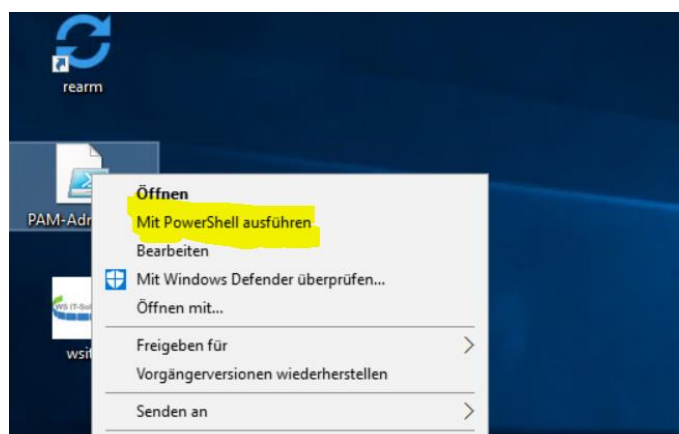 rearm
Öffnen
PAM-Adr
Mit PowerShell ausführen
Bearbeiten
Mit Windows Defender überprüfen...
Öffnen mit...
wsit
Freigeben für
Vorgängerversionen wiederherstellen
Senden an